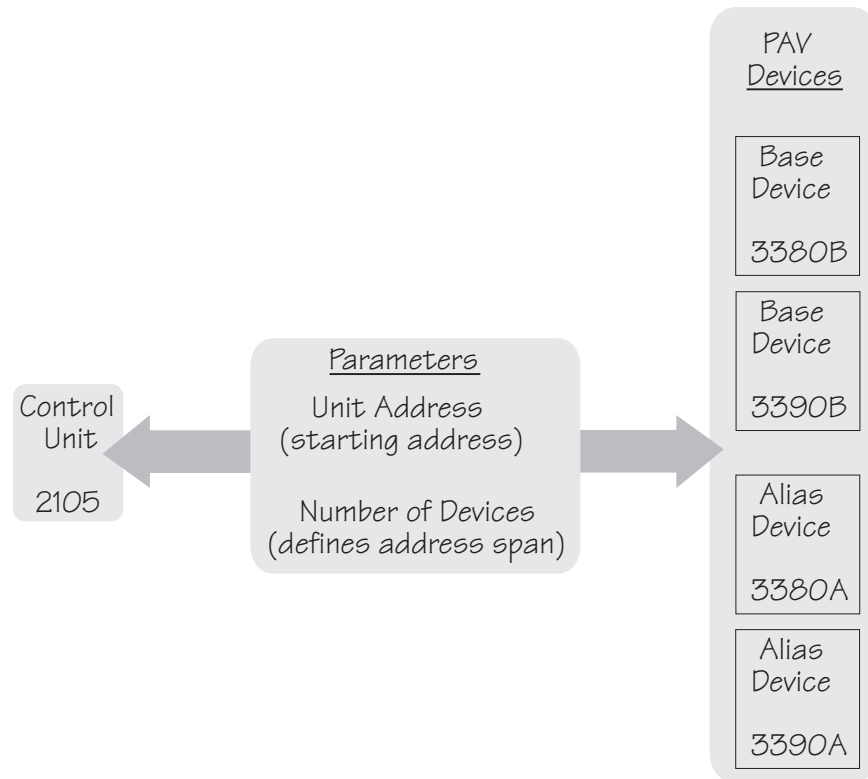 Control
Unit
2105
Parameters
Unit Address
(starting address)
Number of Devices
(defines address span)
PAV
Devices
Base
Device
3380B
Base
Device
3390B
Alias
Device
3380A
Alias
Device
3390A